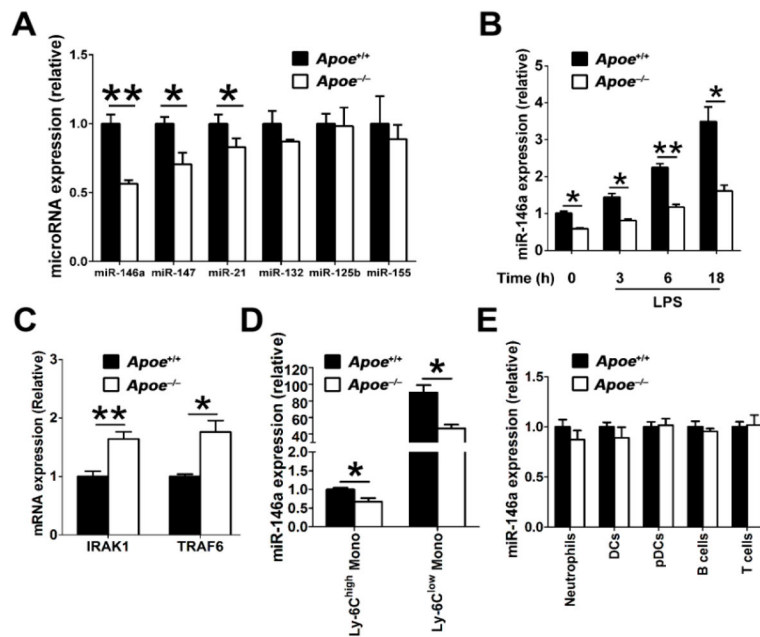 A
microRNA expression (relative)
1.5
1.0
0.5
0.0
Apoe+/+
Apoe−/−
** * *
miR-146a miR-147 miR-21 miR-132 miR-125b miR-155
B
miR-146a expression (relative)
5
4
3
2
1
0
Apoe+/+
Apoe−/−
* * ** *
Time (h) 0 3 6 18
LPS
C
mRNA expression (Relative)
3
2
1
0
Apoe+/+
Apoe−/−
** *
IRAK1 TRAF6
D
miR-146a expression (relative)
120
100
80
60
40
2.0
1.5
1.0
0.5
0.0
Apoe+/+
Apoe−/−
* *
Ly-6Chigh Mono
Ly-6Clow Mono
E
miR-146a expression (relative)
1.5
1.0
0.5
0.0
Apoe+/+
Apoe−/−
Neutrophils
DCs
pDCs
B cells
T cells